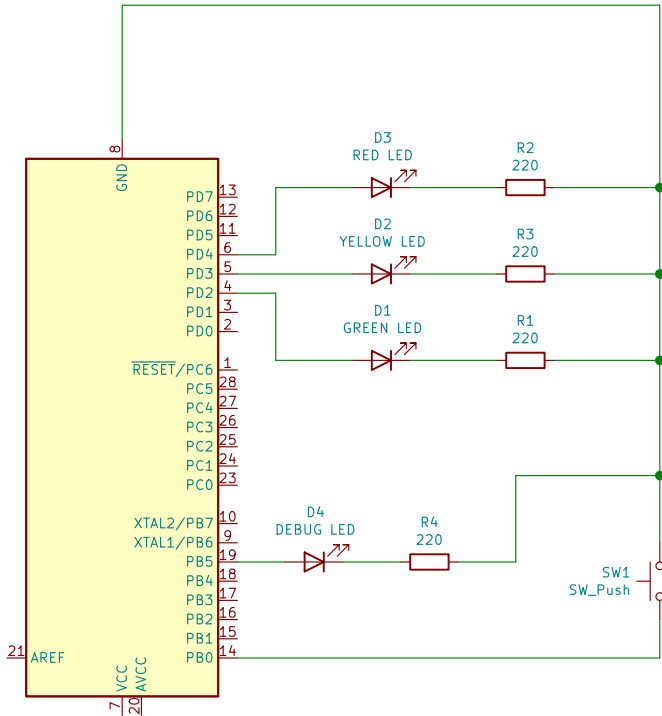 8
GND
D3
RED LED
R2
220
PD7 13
PD6 12
PD5 11
PD4 6
PD3 5
PD2 4
PD1 3
PD0 2
D2
YELLOW LED
R3
220
D1
GREEN LED
R1
220
RESET/PC6 1
PC5 28
PC4 27
PC3 26
PC2 25
PC1 24
PC0 23
XTAL2/PB7 10
XTAL1/PB6 9
PB5 19
PB4 18
PB3 17
PB2 16
PB1 15
PB0 14
D4
DEBUG LED
R4
220
SW1
SW_Push
21 AREF
VCC
7
AVCC
20